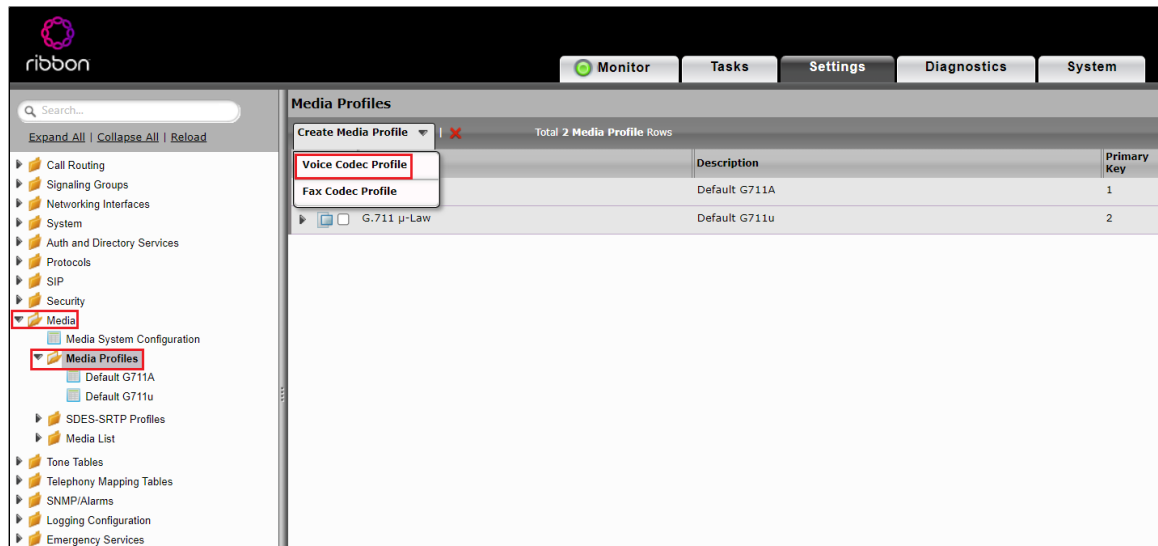 ribbon
Monitor
Tasks
Settings
Diagnostics
System
Search...
Expand All | Collapse All | Reload
Call Routing
Signaling Groups
Networking Interfaces
System
Auth and Directory Services
Protocols
SIP
Security
Media
Media System Configuration
Media Profiles
Default G711A
Default G711u
SDES-SRTP Profiles
Media List
Tone Tables
Telephony Mapping Tables
SNMP/Alarms
Logging Configuration
Emergency Services
Media Profiles
Create Media Profile | Total 2 Media Profile Rows
Voice Codec Profile
Fax Codec Profile
Description
Primary
Key
Default G711A 1
G.711 µ-Law Default G711u 2